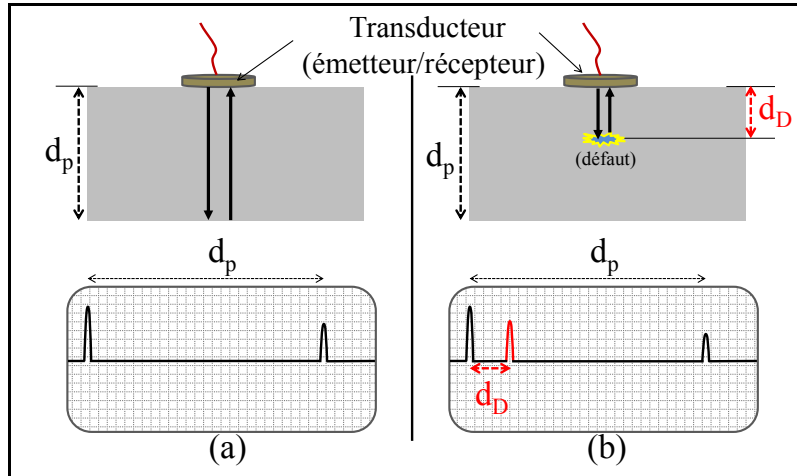 Transducteur
(émetteur/récepteur)
dp
dp
(a)
dp
dD
(défaut)
dp
dD
(b)